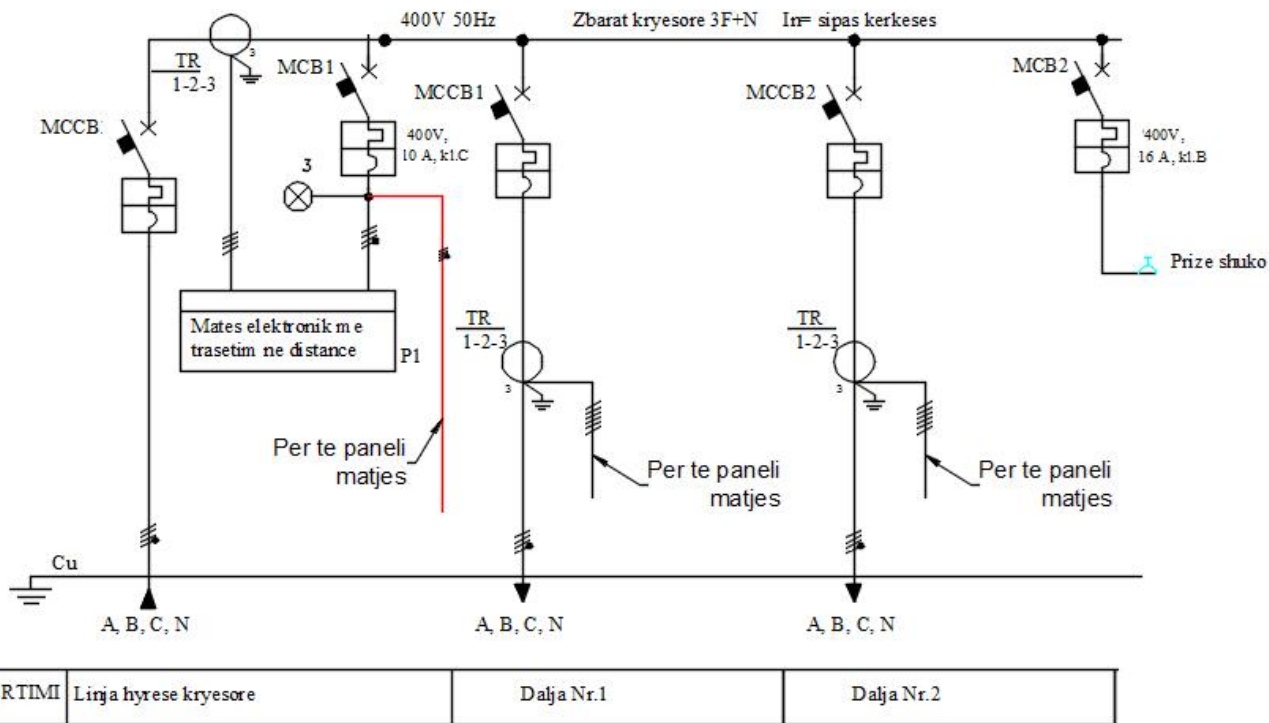 400V 50Hz Zbarat kryesore 3F+N In= sipas kerkeses
3
TR
1-2-3
MCB1
MCCB1
MCCB2
MCB2
MCCB
400V,
10 A, kl.C
'400V,
16 A, kl.B
3
Prize shuko
Mates elektronik me
trasetim ne distance
P1
TR
1-2-3
3
TR
1-2-3
3
Per te paneli
matjes
Per te paneli
matjes
Per te paneli
matjes
Cu
A, B, C, N
A, B, C, N
A, B, C, N
RTIMI Linja hyrese kryesore Dalja Nr.1 Dalja Nr.2